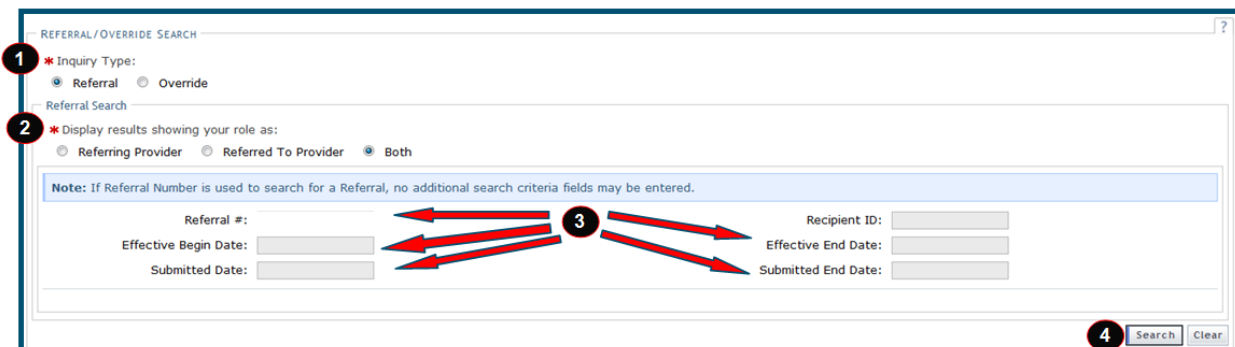 REFERRAL/OVERRIDE SEARCH ?
1 * Inquiry Type:
Referral Override
Referral Search
2 * Display results showing your role as:
Referring Provider Referred To Provider Both
Note: If Referral Number is used to search for a Referral, no additional search criteria fields may be entered.
Referral #: 3 Recipient ID:
Effective Begin Date: Effective End Date:
Submitted Date: Submitted End Date:
4 Search Clear